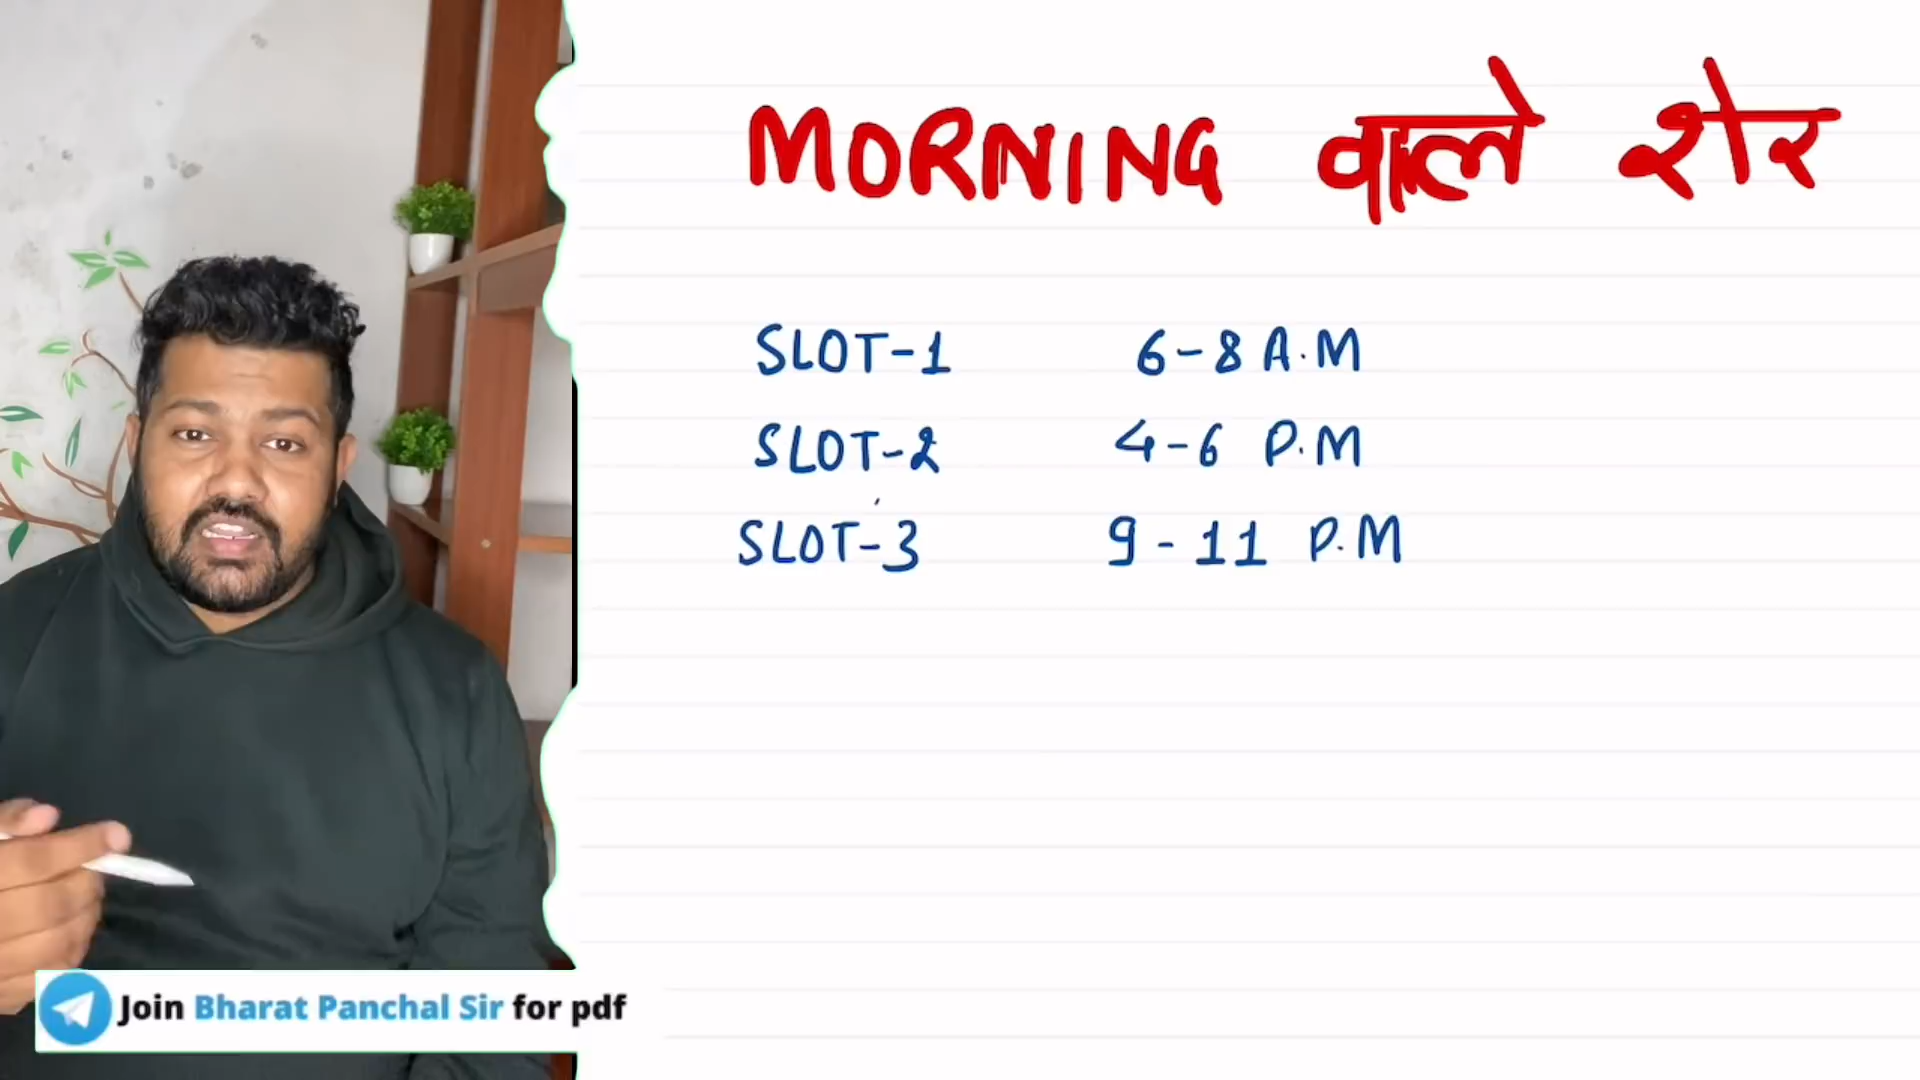 MORNING वाले शेर
SLOT-1 6-8 A.M
SLOT-2 4-6 P.M
SLOT-3 9-11 P.M
Join Bharat Panchal Sir for pdf